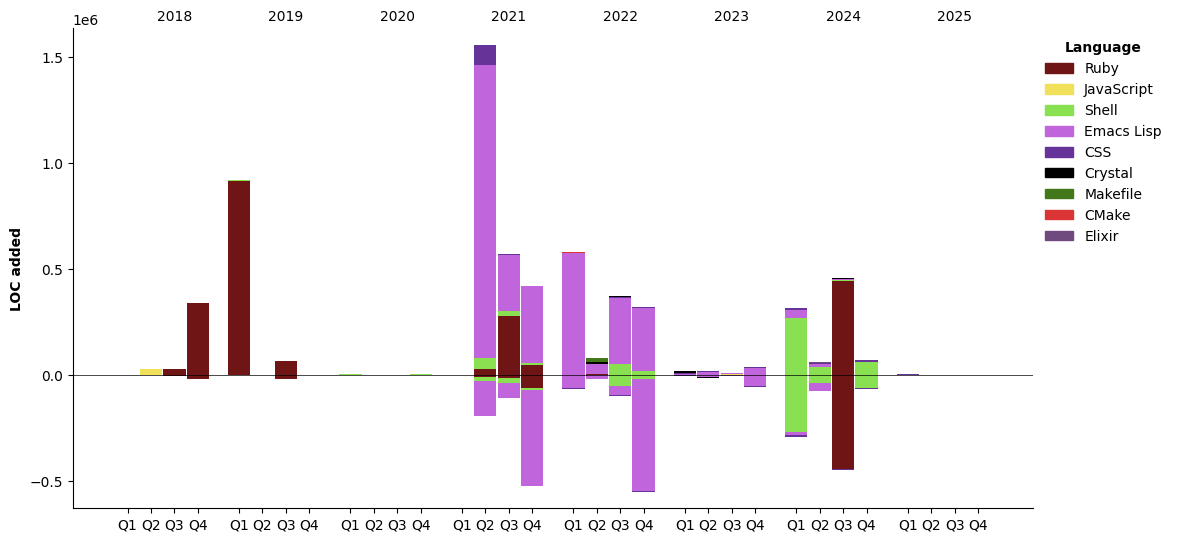 1e6
2018 2019 2020 2021 2022 2023 2024 2025
1.5
1.0
0.5
0.0
−0.5
LOC added
Q1 Q2 Q3 Q4 Q1 Q2 Q3 Q4 Q1 Q2 Q3 Q4 Q1 Q2 Q3 Q4 Q1 Q2 Q3 Q4 Q1 Q2 Q3 Q4 Q1 Q2 Q3 Q4 Q1 Q2 Q3 Q4
Language
Ruby
JavaScript
Shell
Emacs Lisp
CSS
Crystal
Makefile
CMake
Elixir